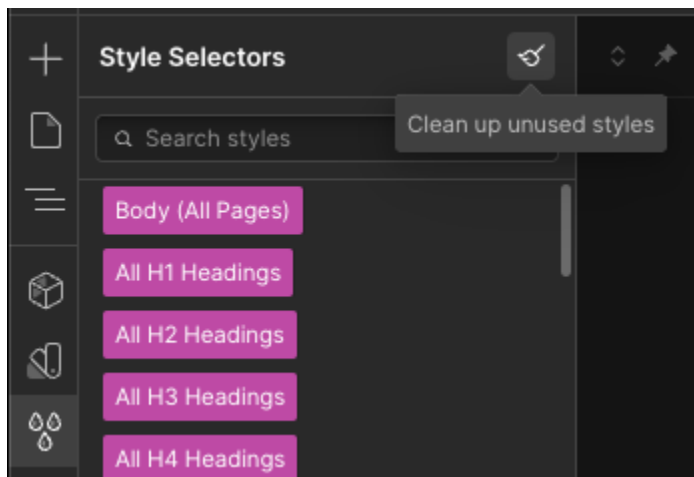 Style Selectors
Clean up unused styles
Search styles
Body (All Pages)
All H1 Headings
All H2 Headings
All H3 Headings
All H4 Headings